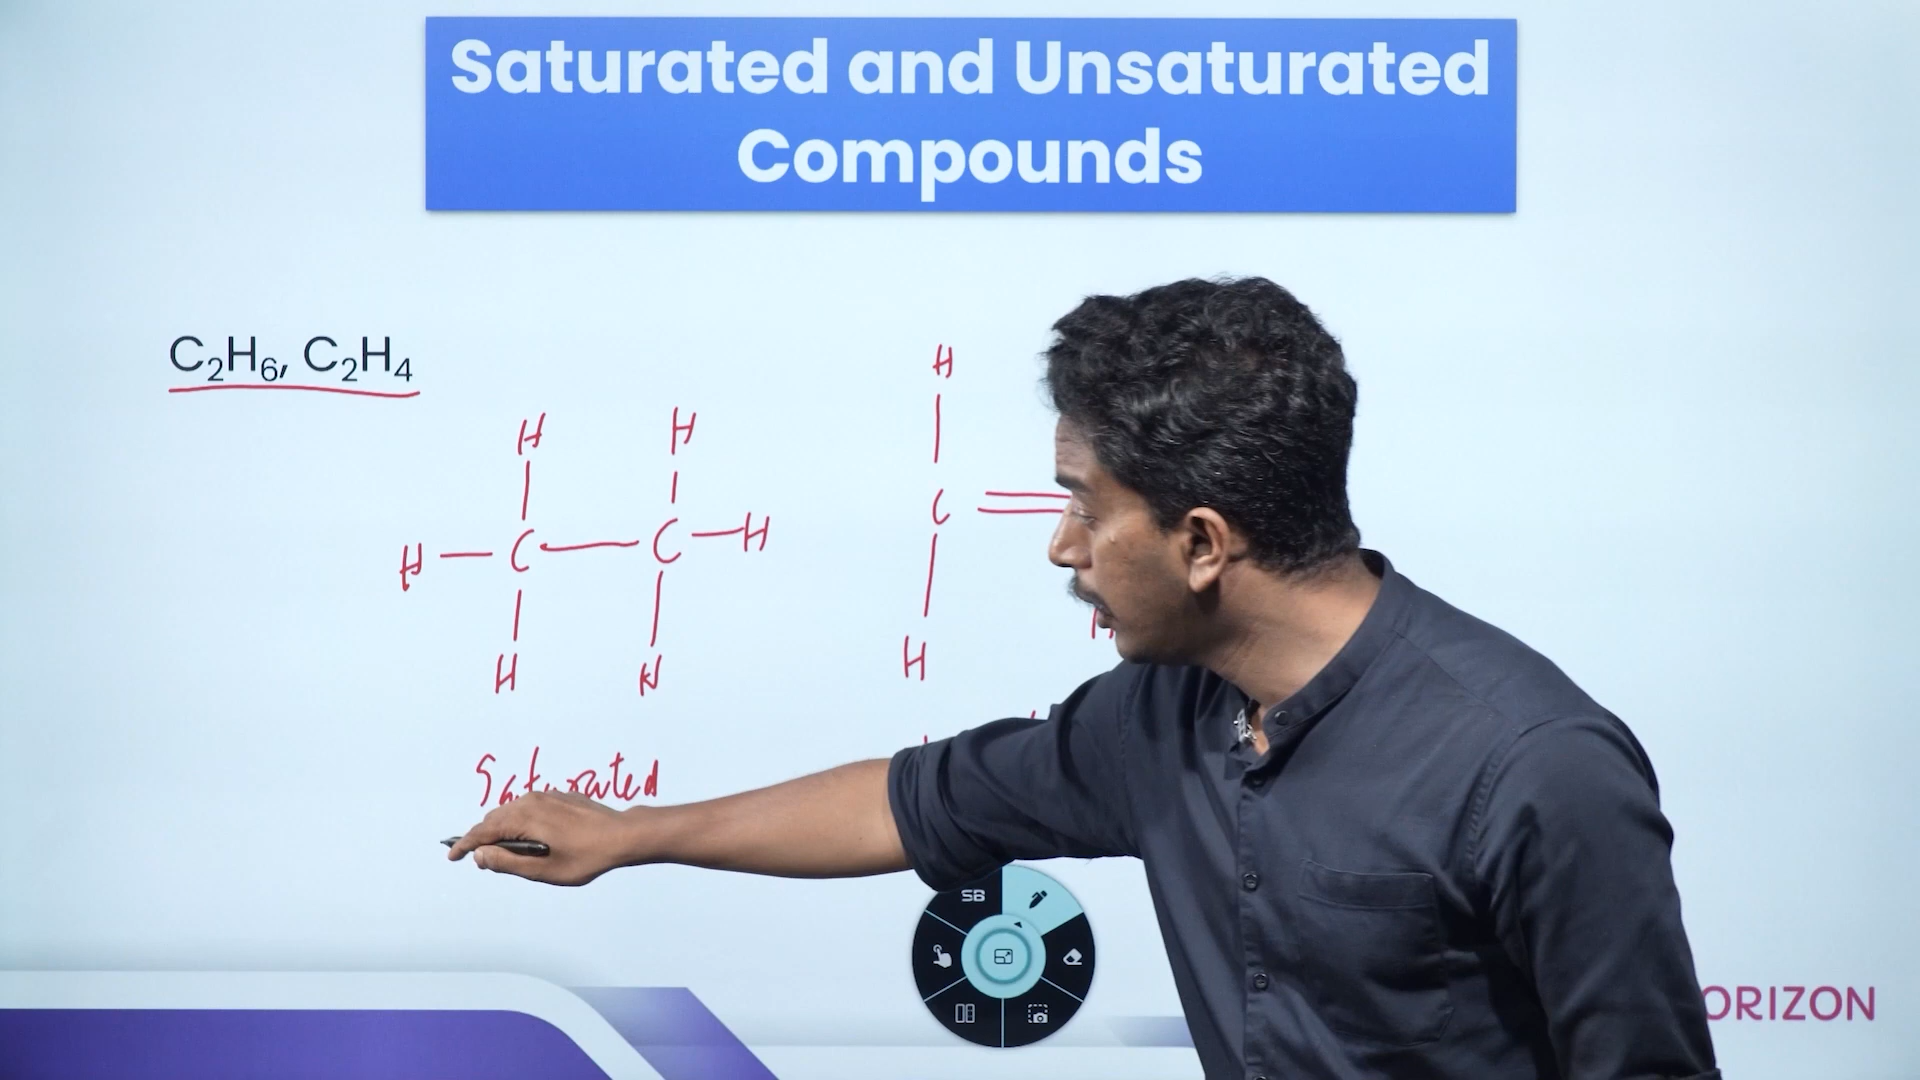 Saturated and Unsaturated
Compounds
C₂H₆, C₂H₄
H H
H — C — C — H
H H
H
C =
H
Saturated
SB
ORIZON